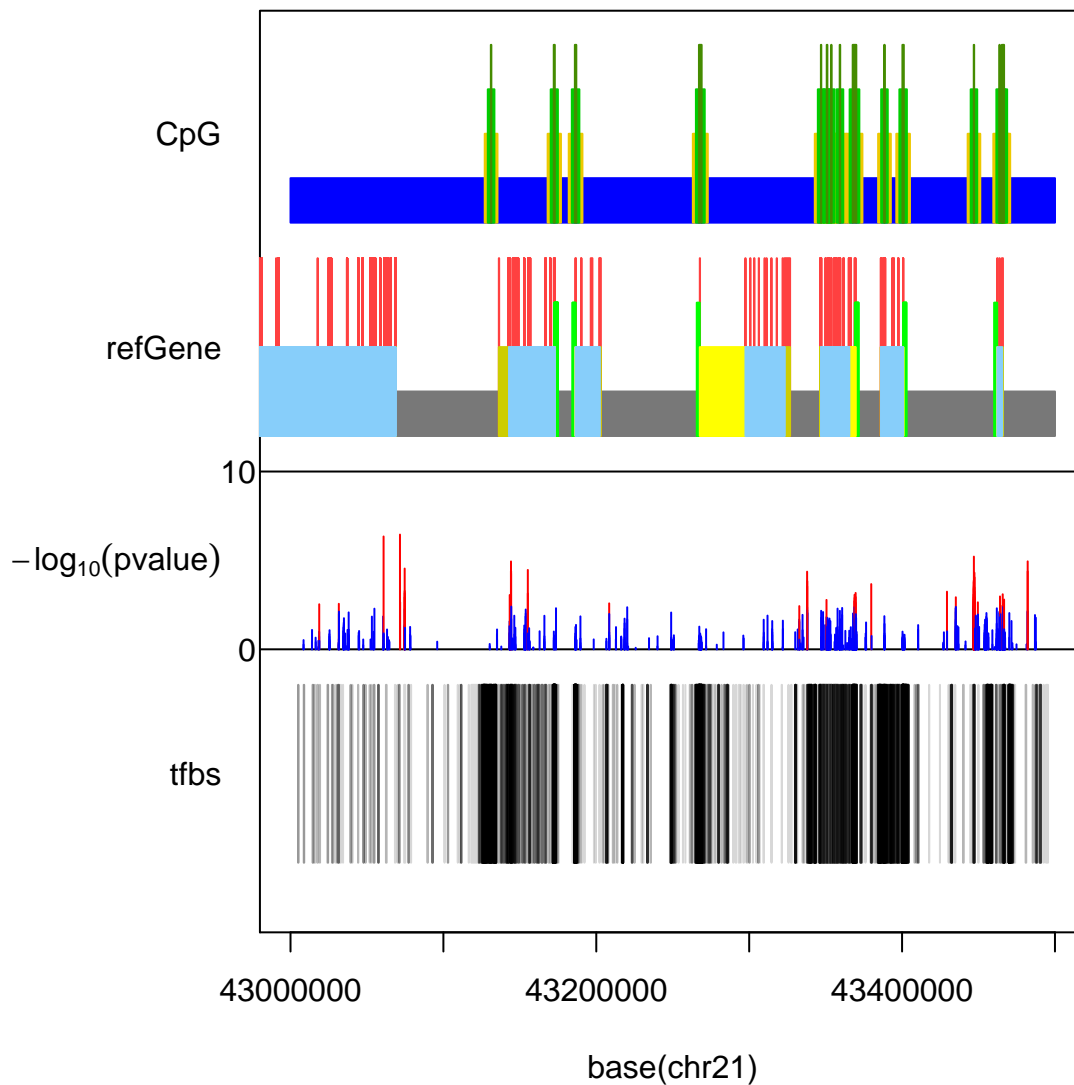 CpG
refGene
10
−log₁₀(pvalue)
0
tfbs
43000000 43200000 43400000
base(chr21)